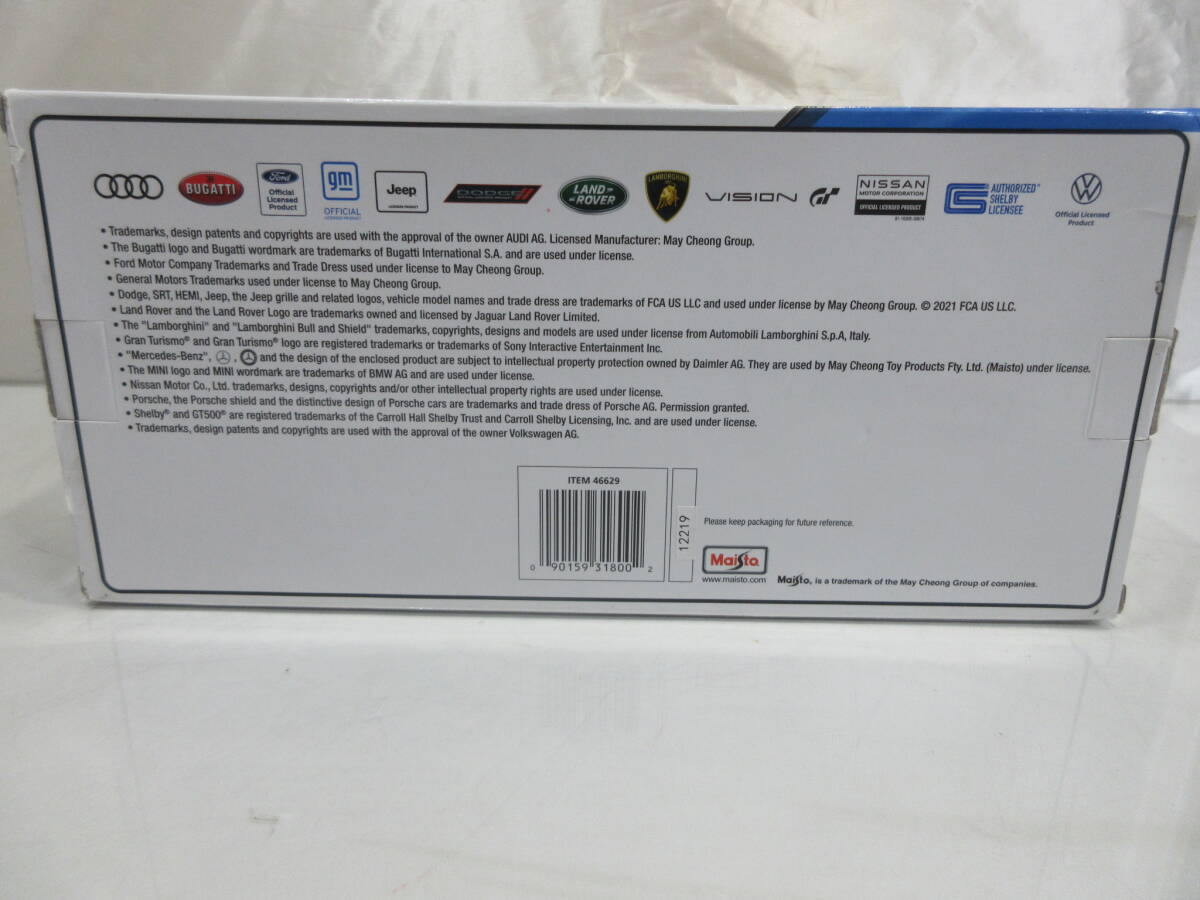 BUGATTI
Ford
Official
Licensed
Product
gm
OFFICIAL
LICENSED PRODUCT
Jeep
LICENSED PRODUCT
DODGE
LAND
ROVER
LAMBORGHINI
VISION
NISSAN
MOTOR CORPORATION
OFFICIAL LICENSED PRODUCT
AUTHORIZED™
SHELBY
LICENSEE
Official Licensed
Product
• Trademarks, design patents and copyrights are used with the approval of the owner AUDI AG. Licensed Manufacturer: May Cheong Group.
• The Bugatti logo and Bugatti wordmark are trademarks of Bugatti International S.A. and are used under license.
• Ford Motor Company Trademarks and Trade Dress used under license to May Cheong Group.
• General Motors Trademarks used under license to May Cheong Group.
• Dodge, SRT, HEMI, Jeep, the Jeep grille and related logos, vehicle model names and trade dress are trademarks of FCA US LLC and used under license by May Cheong Group. © 2021 FCA US LLC.
• Land Rover and the Land Rover Logo are trademarks owned and licensed by Jaguar Land Rover Limited.
• The "Lamborghini" and "Lamborghini Bull and Shield" trademarks, copyrights, designs and models are used under license from Automobili Lamborghini S.p.A, Italy.
• Gran Turismo® and Gran Turismo® logo are registered trademarks or trademarks of Sony Interactive Entertainment Inc.
• "Mercedes-Benz", , and the design of the enclosed product are subject to intellectual property protection owned by Daimler AG. They are used by May Cheong Toy Products Fty. Ltd. (Maisto) under license.
• The MINI logo and MINI wordmark are trademarks of BMW AG and are used under license.
• Nissan Motor Co., Ltd. trademarks, designs, copyrights and/or other intellectual property rights are used under license.
• Porsche, the Porsche shield and the distinctive design of Porsche cars are trademarks and trade dress of Porsche AG. Permission granted.
• Shelby® and GT500® are registered trademarks of the Carroll Hall Shelby Trust and Carroll Shelby Licensing, Inc. and are used under license.
• Trademarks, design patents and copyrights are used with the approval of the owner Volkswagen AG.
ITEM 46629
0 90159 31800 2
12219
Please keep packaging for future reference.
Maisto
www.maisto.com
Maisto, is a trademark of the May Cheong Group of companies.